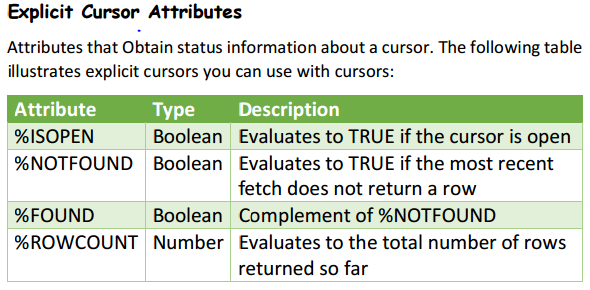 Explicit Cursor Attributes
Attributes that Obtain status information about a cursor. The following table
illustrates explicit cursors you can use with cursors:
Attribute Type Description
%ISOPEN Boolean Evaluates to TRUE if the cursor is open
%NOTFOUND Boolean Evaluates to TRUE if the most recent
fetch does not return a row
%FOUND Boolean Complement of %NOTFOUND
%ROWCOUNT Number Evaluates to the total number of rows
returned so far